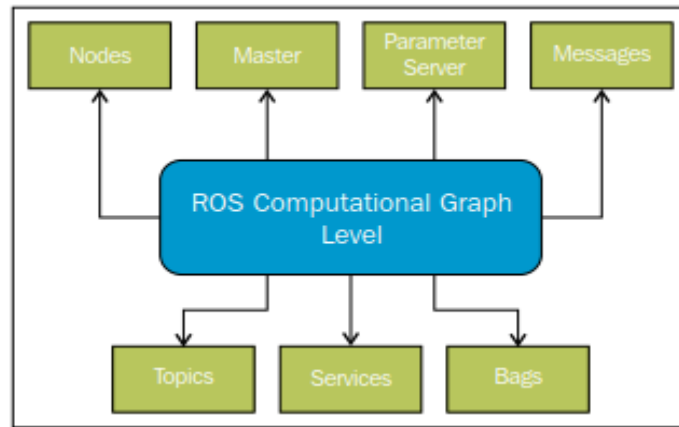 Nodes
Master
Parameter
Server
Messages
ROS Computational Graph
Level
Topics
Services
Bags